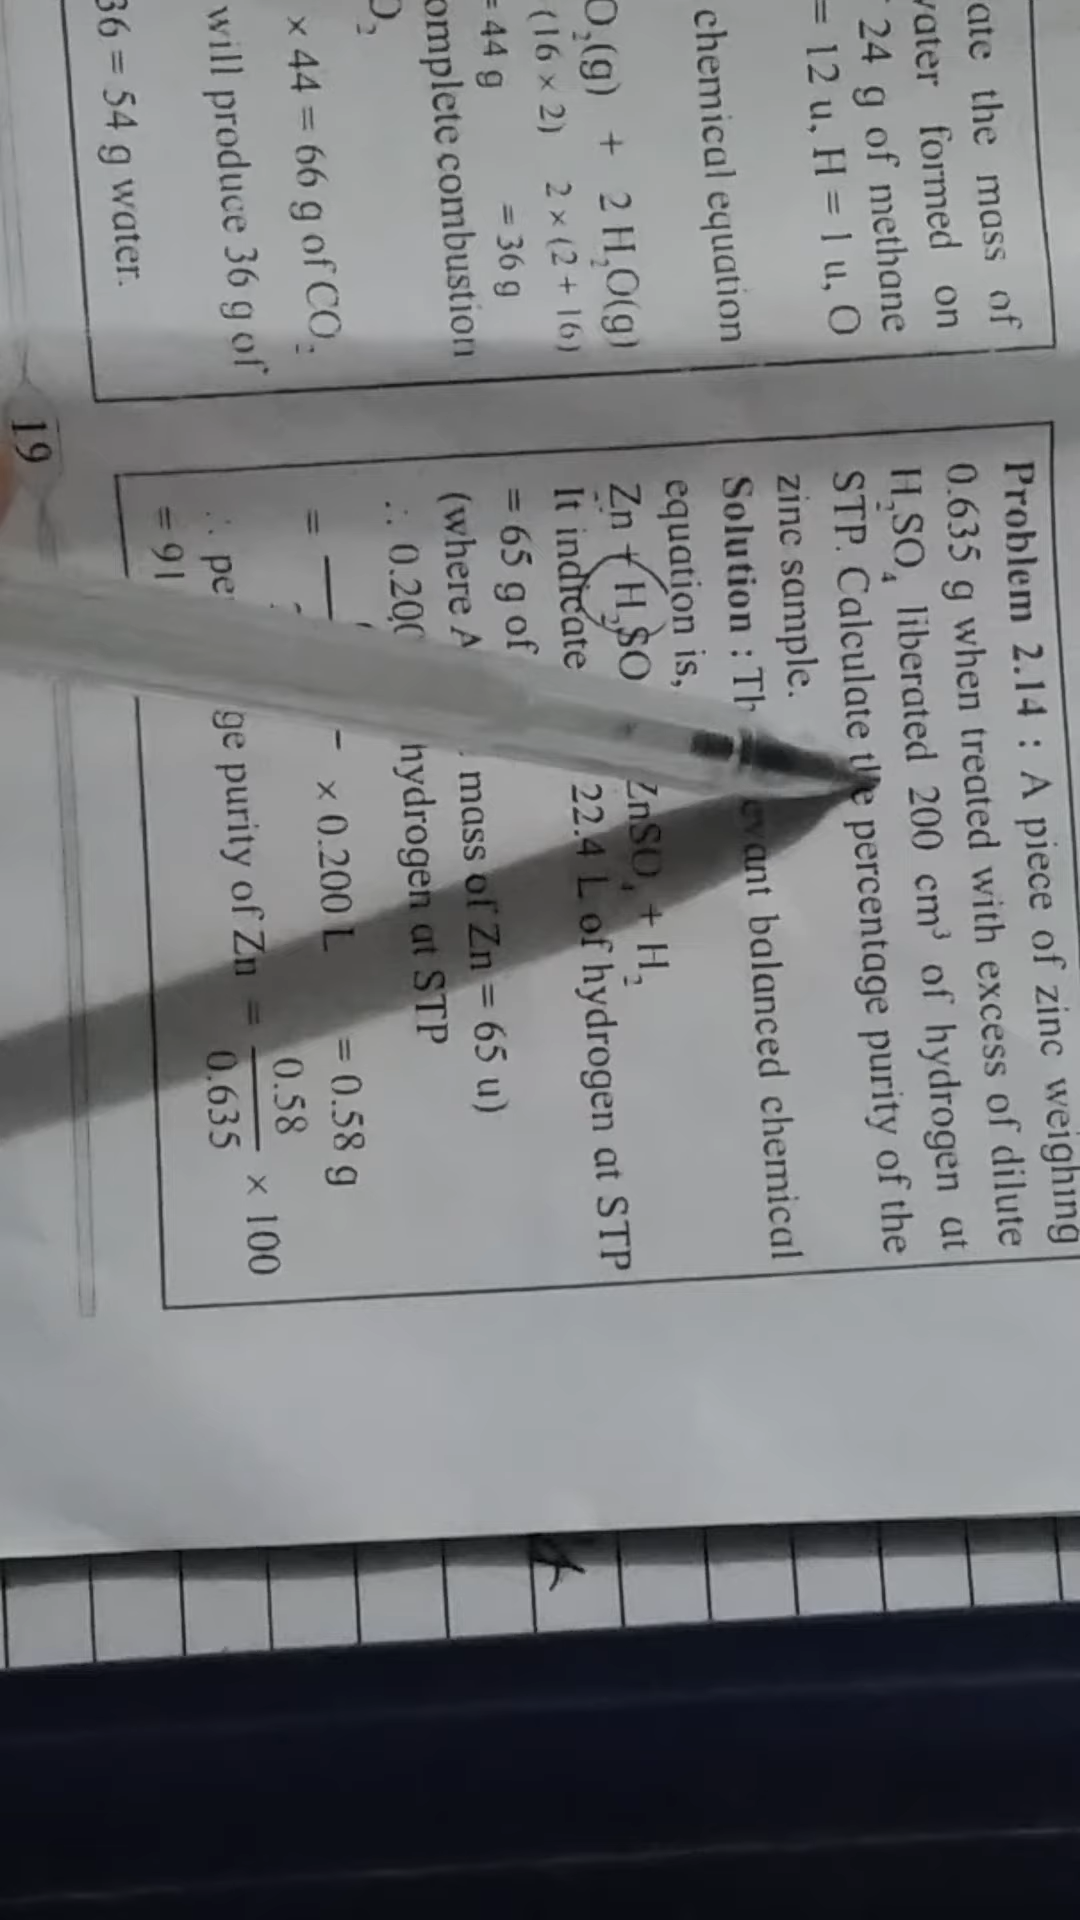 ate the mass of
vater formed on
24 g of methane
= 12 u, H = 1 u, O
chemical equation
O₂(g) + 2 H₂O(g)
(16 × 2) 2 × (2 + 16)
= 44 g = 36 g
omplete combustion
O₂
× 44 = 66 g of CO₂
will produce 36 g of
36 = 54 g water.
19
Problem 2.14 : A piece of zinc weighing
0.635 g when treated with excess of dilute
H₂SO₄ liberated 200 cm³ of hydrogen at
STP. Calculate the percentage purity of the
zinc sample.
Solution : Th evant balanced chemical
equation is,
Zn + H₂SO ZnSO₄ + H₂
It indicate 22.4 L of hydrogen at STP
= 65 g of
(where A mass of Zn = 65 u)
∴ 0.200 hydrogen at STP
= × 0.200 L = 0.58 g
∴ pe ge purity of Zn = 0.58 / 0.635 × 100
= 91